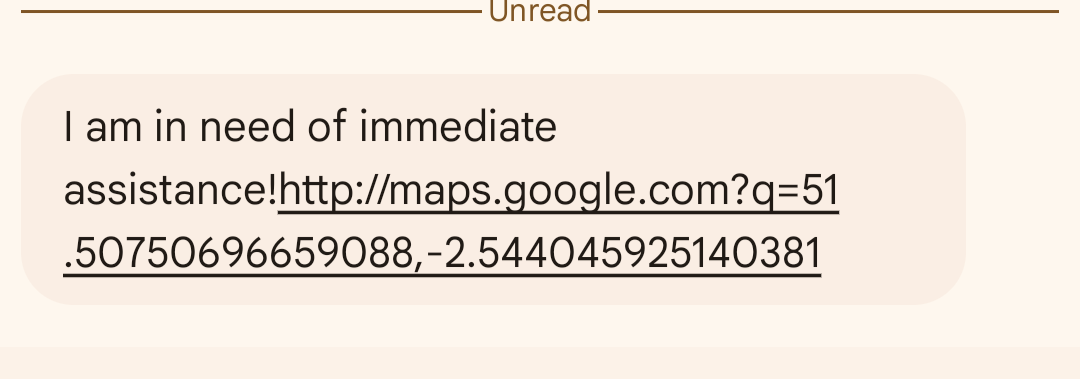 Unread
I am in need of immediate
assistance!http://maps.google.com?q=51
.50750696659088,-2.544045925140381